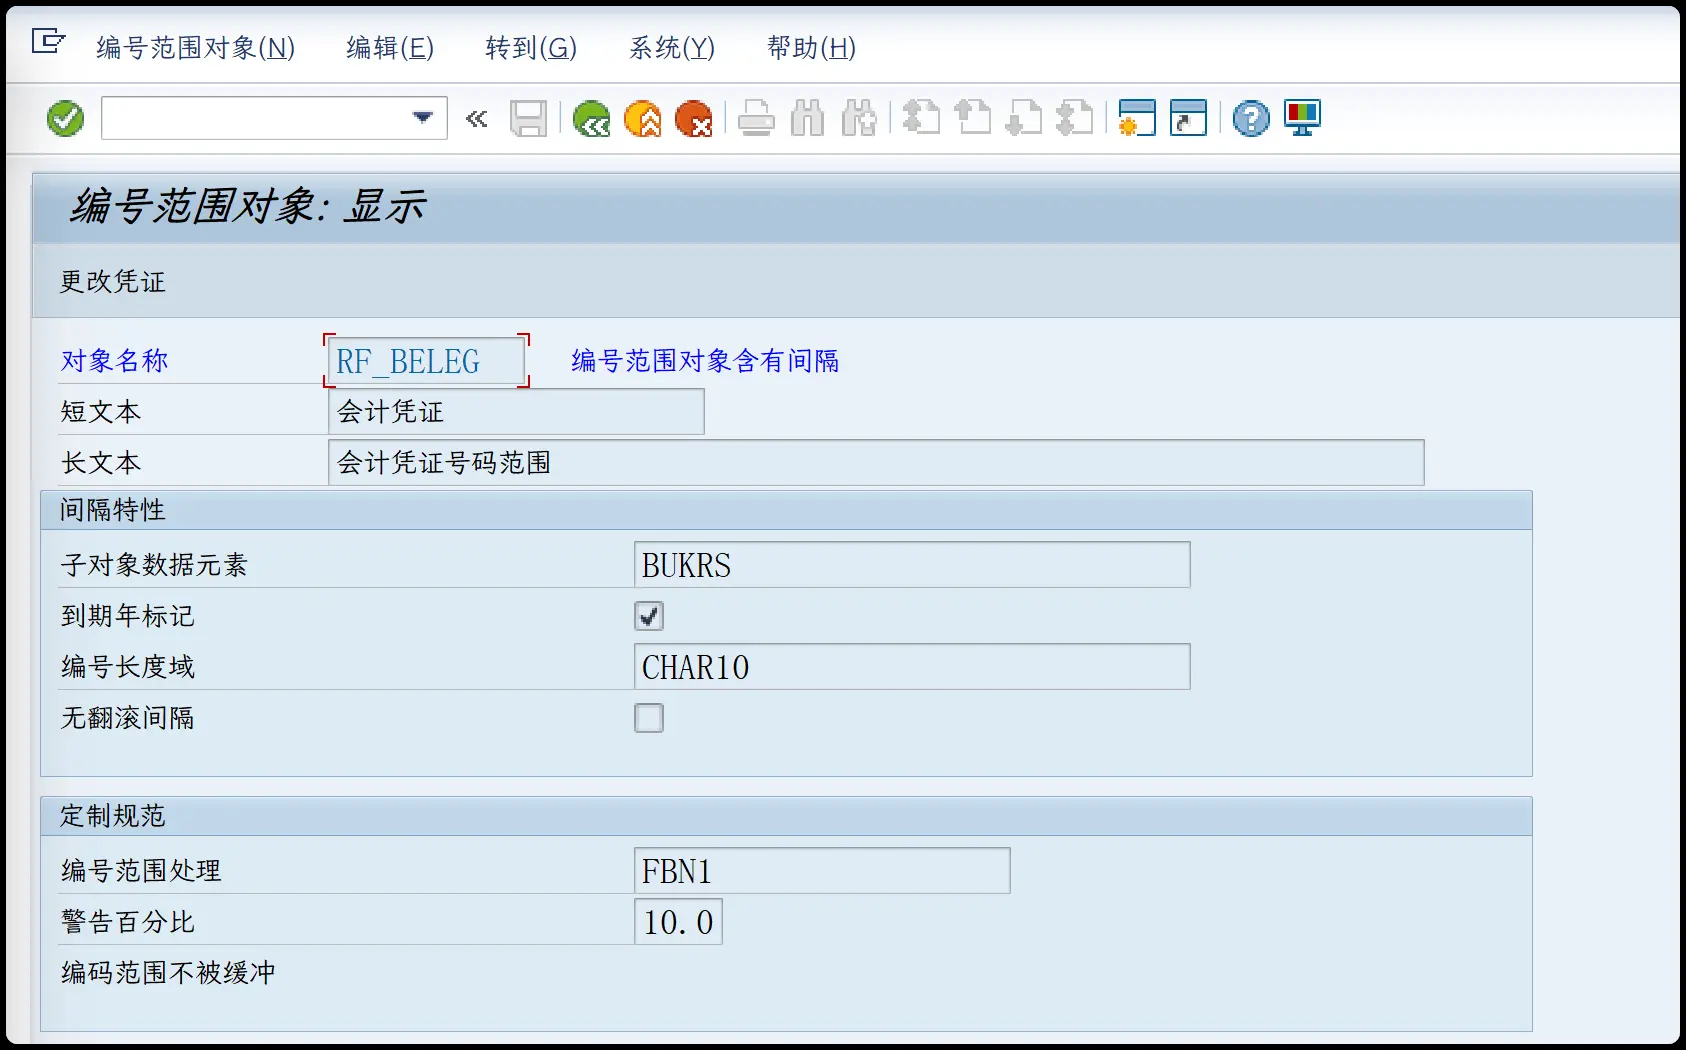 编号范围对象(N) 编辑(E) 转到(G) 系统(Y) 帮助(H)
编号范围对象: 显示
更改凭证
对象名称 RF_BELEG 编号范围对象含有间隔
短文本 会计凭证
长文本 会计凭证号码范围
间隔特性
子对象数据元素 BUKRS
到期年标记
编号长度域 CHAR10
无翻滚间隔
定制规范
编号范围处理 FBN1
警告百分比 10.0
编码范围不被缓冲